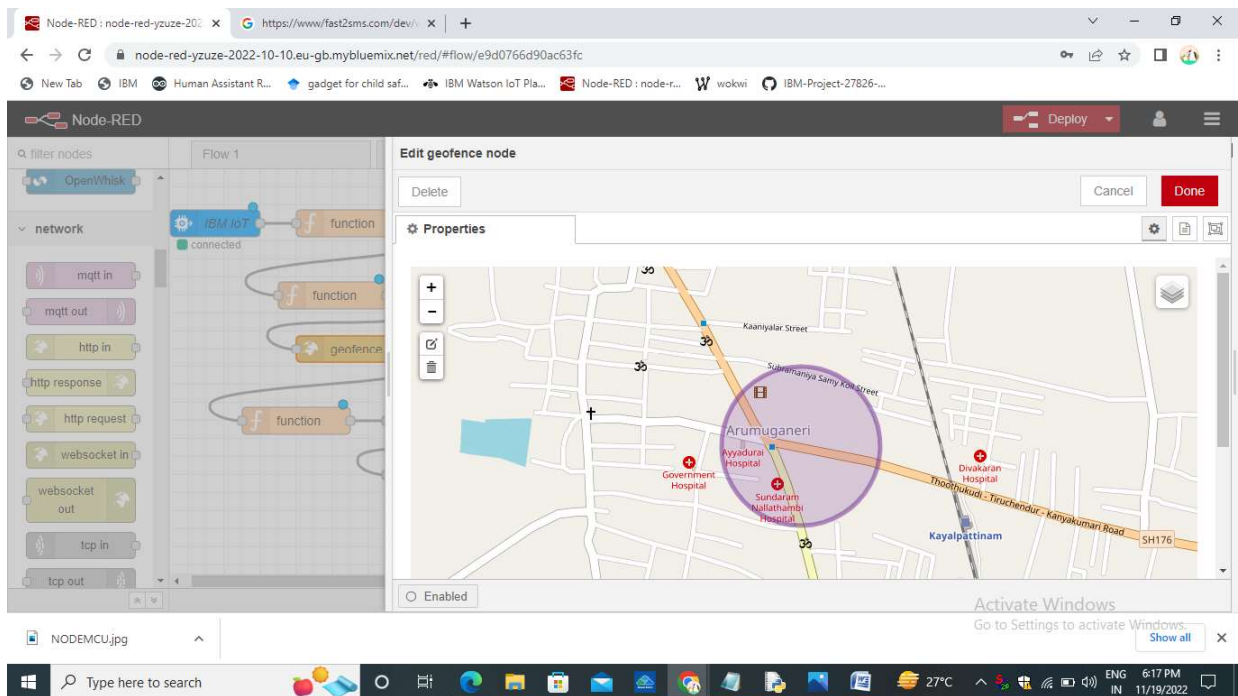 Node-RED : node-red-yzuze-202
https://www/fast2sms.com/dev/
node-red-yzuze-2022-10-10.eu-gb.mybluemix.net/red/#flow/e9d0766d90ac63fc
New Tab IBM Human Assistant R... gadget for child saf... IBM Watson IoT Pla... Node-RED : node-r... wokwi IBM-Project-27826-...
Node-RED
Deploy
filter nodes
Flow 1
Edit geofence node
Delete
Cancel
Done
Properties
OpenWhisk
network
mqtt in
mqtt out
http in
http response
http request
websocket in
websocket
out
tcp in
tcp out
IBM IoT
connected
function
function
geofence
function
+
−
ॐ
Kaaniyalar Street
ॐ
ॐ
Subramaniya Samy Koil Street
Arumuganeri
Ayyadurai
Hospital
Government
Hospital
Sundaram
Nallathambi
Hospital
Divakaran
Hospital
Thoothukudi - Tiruchendur - Kanyakumari Road
Kayalpattinam
SH176
ॐ
Enabled
Activate Windows
Go to Settings to activate Windows.
NODEMCU.jpg
Show all
Type here to search
27°C
ENG
IN
6:17 PM
11/19/2022